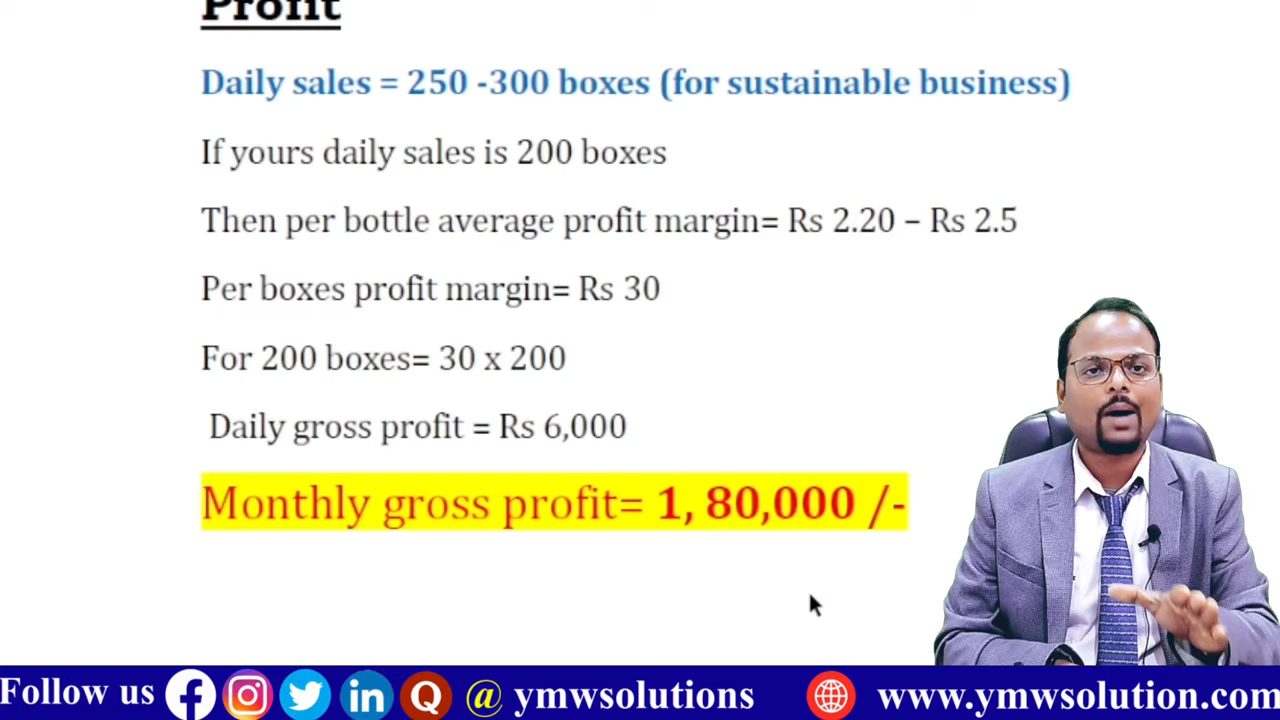 Profit
Daily sales = 250 -300 boxes (for sustainable business)
If yours daily sales is 200 boxes
Then per bottle average profit margin= Rs 2.20 – Rs 2.5
Per boxes profit margin= Rs 30
For 200 boxes= 30 x 200
Daily gross profit = Rs 6,000
Monthly gross profit= 1, 80,000 /-
Follow us @ ymwsolutions www.ymwsolution.com